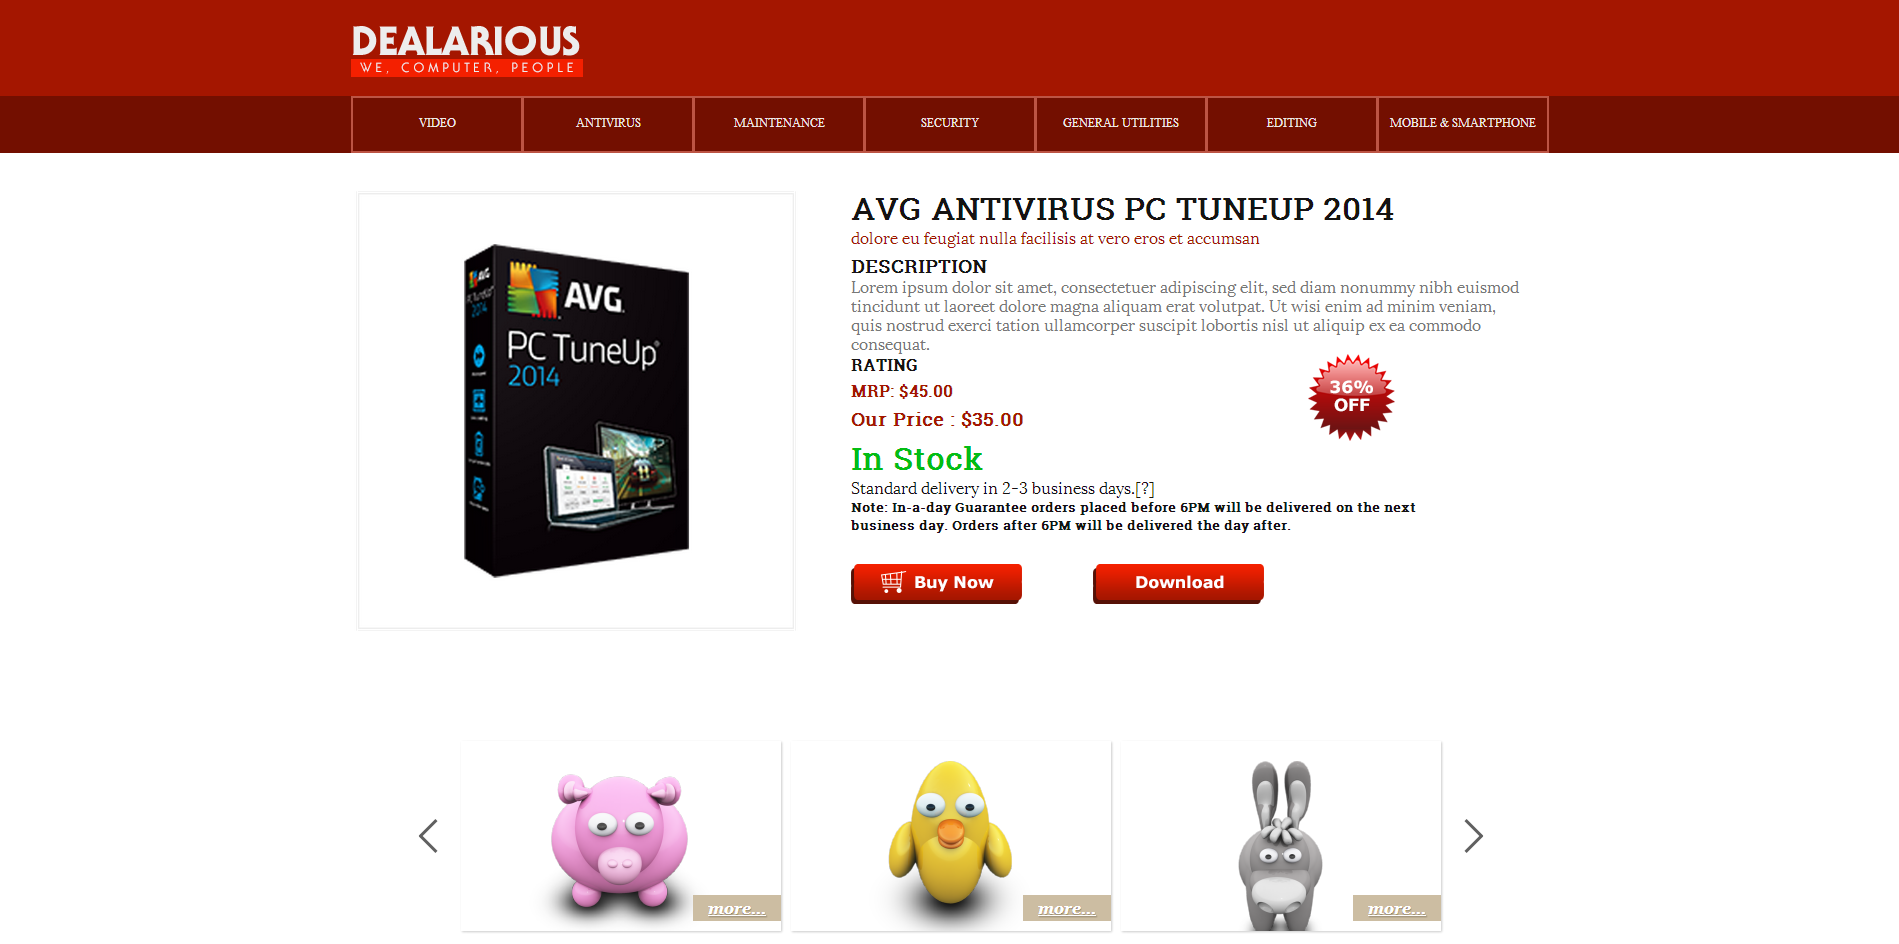 DEALARIOUS
WE, COMPUTER, PEOPLE
VIDEO
ANTIVIRUS
MAINTENANCE
SECURITY
GENERAL UTILITIES
EDITING
MOBILE & SMARTPHONE
AVG
PC TuneUp
2014
AVG
PC TuneUp
2014
AVG ANTIVIRUS PC TUNEUP 2014
dolore eu feugiat nulla facilisis at vero eros et accumsan
DESCRIPTION
Lorem ipsum dolor sit amet, consectetuer adipiscing elit, sed diam nonummy nibh euismod
tincidunt ut laoreet dolore magna aliquam erat volutpat. Ut wisi enim ad minim veniam,
quis nostrud exerci tation ullamcorper suscipit lobortis nisl ut aliquip ex ea commodo
consequat.
RATING
MRP: $45.00
Our Price : $35.00
36%
OFF
In Stock
Standard delivery in 2-3 business days.[?]
Note: In-a-day Guarantee orders placed before 6PM will be delivered on the next
business day. Orders after 6PM will be delivered the day after.
Buy Now
Download
more...
more...
more...